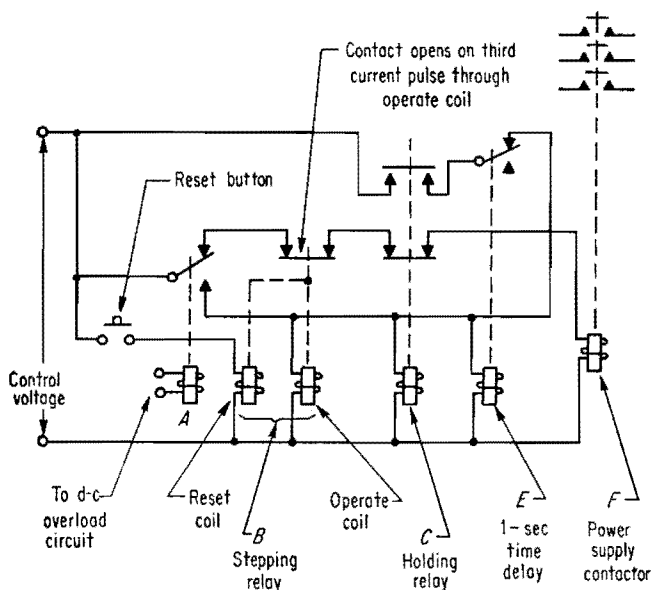 Contact opens on third
current pulse through
operate coil
Reset button
Control
voltage
A
To d-c
overload
circuit
Reset
coil
B
Stepping
relay
Operate
coil
C
Holding
relay
E
1-sec
time
delay
F
Power
supply
contactor